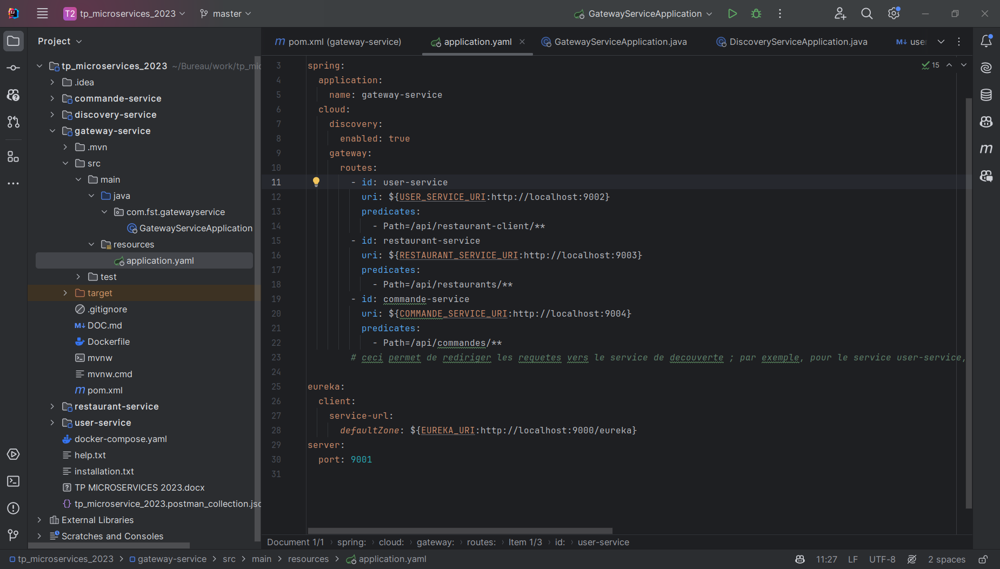 T2 tp_microservices_2023 master GatewayServiceApplication
Project
pom.xml (gateway-service) application.yaml GatewayServiceApplication.java DiscoveryServiceApplication.java M↓ user
tp_microservices_2023 ~/Bureau/work/tp_mic
.idea
commande-service
discovery-service
gateway-service
.mvn
src
main
java
com.fst.gatewayservice
GatewayServiceApplication
resources
application.yaml
test
target
.gitignore
M↓ DOC.md
Dockerfile
mvnw
mvnw.cmd
pom.xml
restaurant-service
user-service
docker-compose.yaml
help.txt
installation.txt
TP MICROSERVICES 2023.docx
tp_microservice_2023.postman_collection.jso
External Libraries
Scratches and Consoles
15
3 spring:
4 application:
5 name: gateway-service
6 cloud:
7 discovery:
8 enabled: true
9 gateway:
10 routes:
11 - id: user-service
12 uri: ${USER_SERVICE_URI:http://localhost:9002}
13 predicates:
14 - Path=/api/restaurant-client/**
15 - id: restaurant-service
16 uri: ${RESTAURANT_SERVICE_URI:http://localhost:9003}
17 predicates:
18 - Path=/api/restaurants/**
19 - id: commande-service
20 uri: ${COMMANDE_SERVICE_URI:http://localhost:9004}
21 predicates:
22 - Path=/api/commandes/**
23 # ceci permet de rediriger les requetes vers le service de decouverte ; par exemple, pour le service user-service,
24
25 eureka:
26 client:
27 service-url:
28 defaultZone: ${EUREKA_URI:http://localhost:9000/eureka}
29 server:
30 port: 9001
31
Document 1/1 › spring: › cloud: › gateway: › routes: › Item 1/3 › id: › user-service
tp_microservices_2023 > gateway-service > src > main > resources > application.yaml
11:27 LF UTF-8 2 spaces